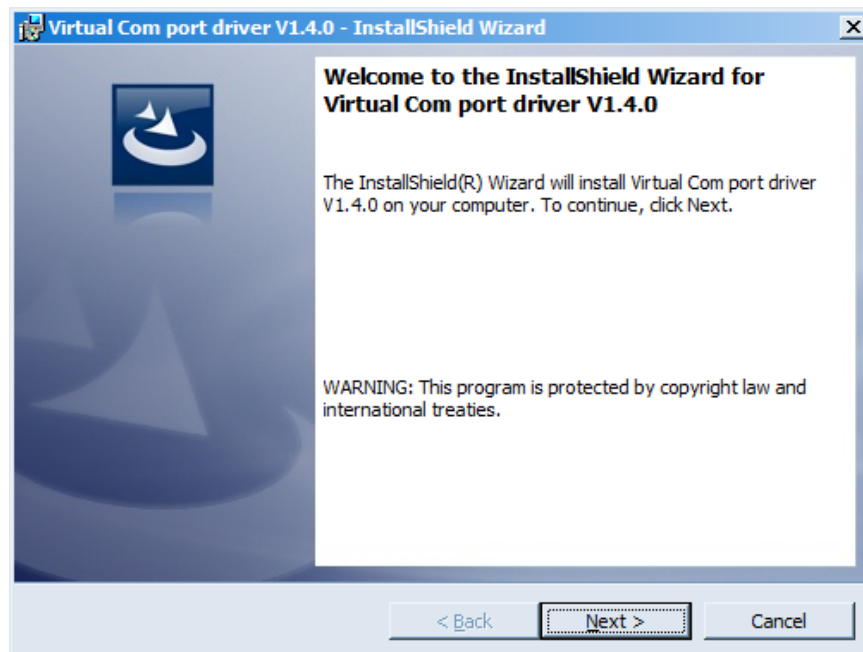 Virtual Com port driver V1.4.0 - InstallShield Wizard
Welcome to the InstallShield Wizard for
Virtual Com port driver V1.4.0
The InstallShield(R) Wizard will install Virtual Com port driver
V1.4.0 on your computer. To continue, click Next.
WARNING: This program is protected by copyright law and
international treaties.
< Back
Next >
Cancel